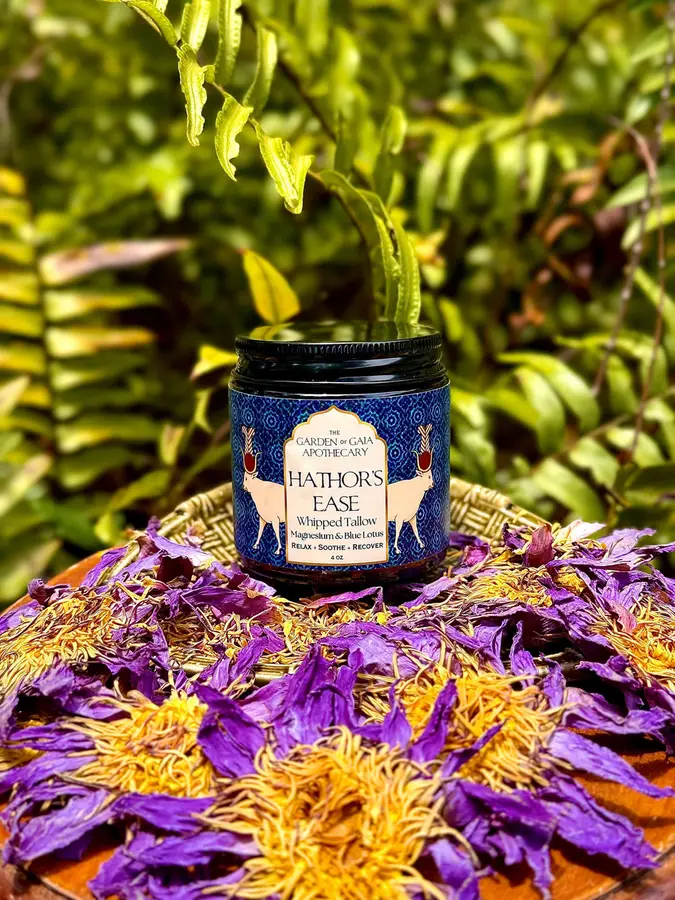 THE
GARDEN OF GAIA
APOTHECARY
HATHOR'S
EASE
Whipped Tallow
Magnesium & Blue Lotus
RELAX + SOOTHE + RECOVER
4 OZ